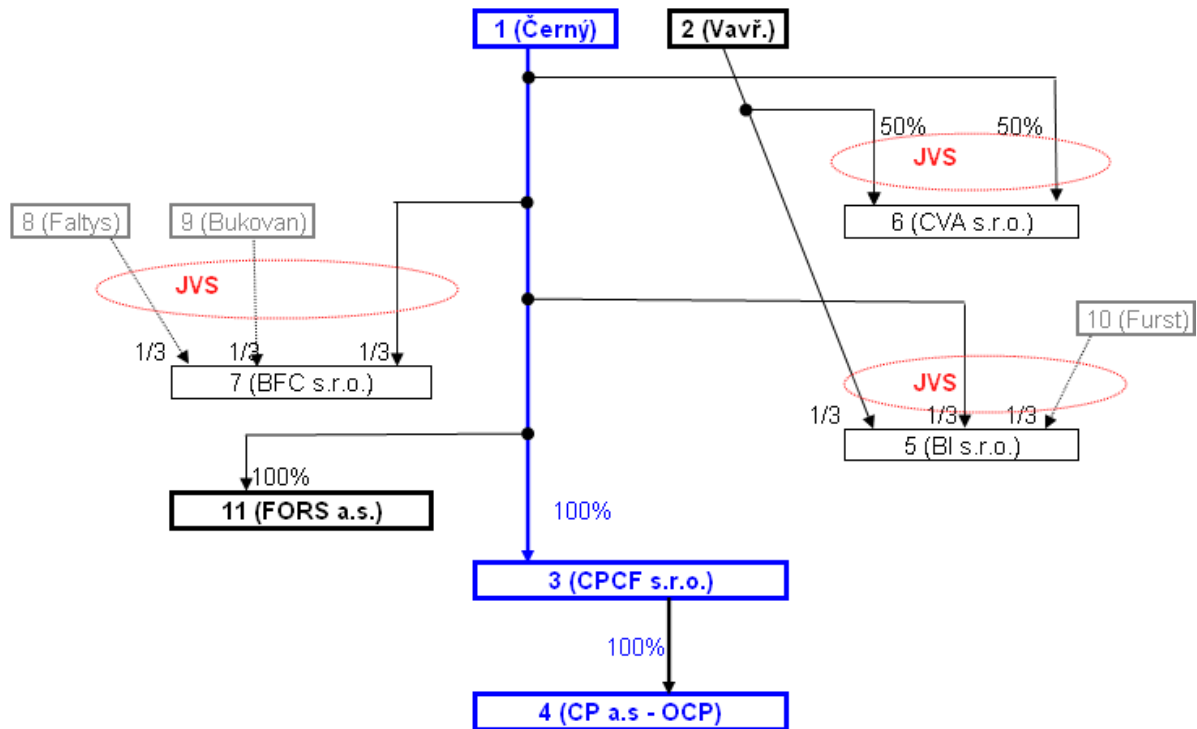 1 (Černý)
2 (Vavř.)
50%
50%
JVS
6 (CVA s.r.o.)
8 (Faltys)
9 (Bukovan)
JVS
10 (Furst)
1/3
1/3
1/3
7 (BFC s.r.o.)
JVS
1/3
1/3
1/3
5 (BI s.r.o.)
100%
11 (FORS a.s.)
100%
3 (CPCF s.r.o.)
100%
4 (CP a.s - OCP)